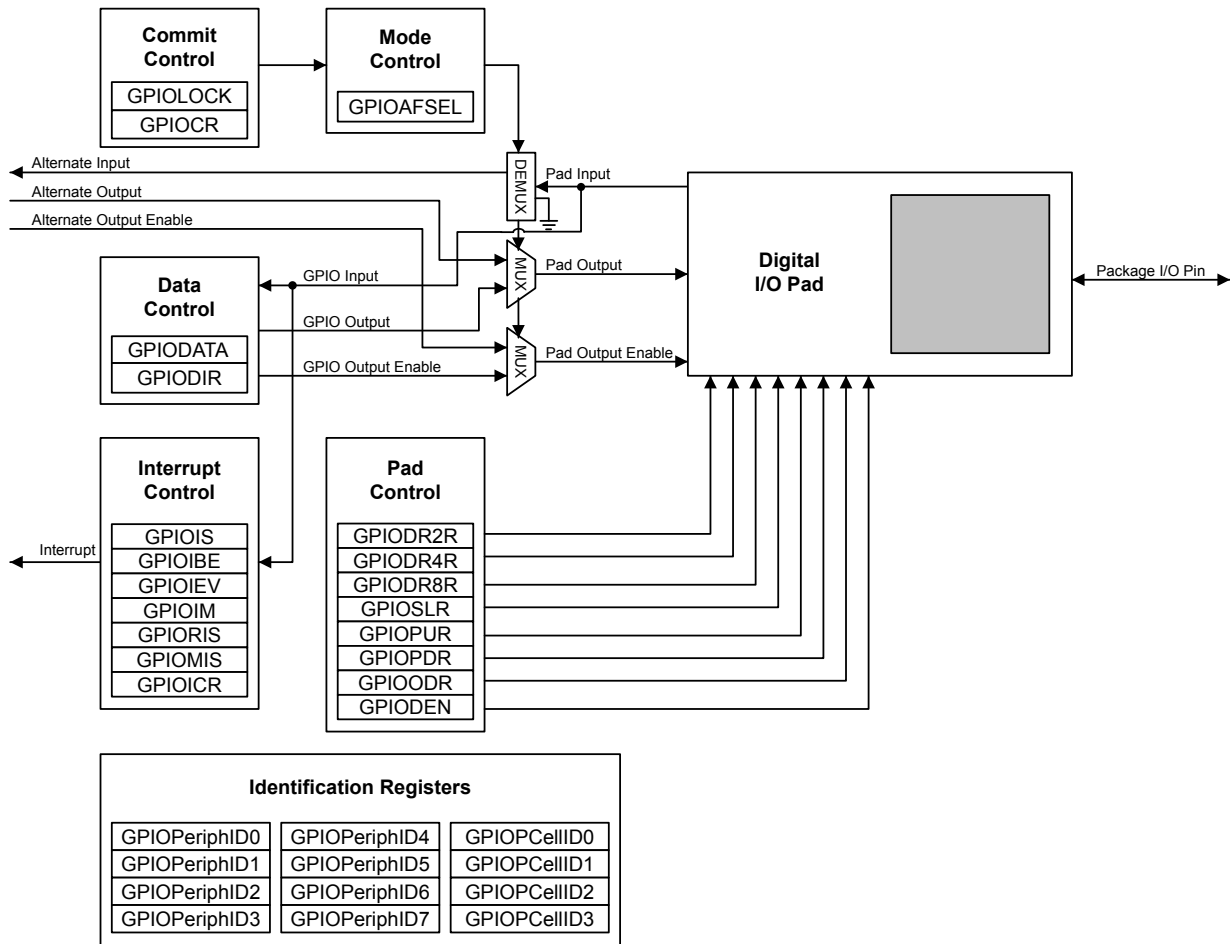 Commit
Control
GPIOLOCK
GPIOCR
Mode
Control
GPIOAFSEL
Alternate Input
Alternate Output
Alternate Output Enable
DEMUX
Pad Input
MUX
Pad Output
MUX
Pad Output Enable
Digital
I/O Pad
Package I/O Pin
Data
Control
GPIODATA
GPIODIR
GPIO Input
GPIO Output
GPIO Output Enable
Interrupt
Control
GPIOIS
GPIOIBE
GPIOIEV
GPIOIM
GPIORIS
GPIOMIS
GPIOICR
Interrupt
Pad
Control
GPIODR2R
GPIODR4R
GPIODR8R
GPIOSLR
GPIOPUR
GPIOPDR
GPIOODR
GPIODEN
Identification Registers
GPIOPeriphID0 GPIOPeriphID4 GPIOPCellID0
GPIOPeriphID1 GPIOPeriphID5 GPIOPCellID1
GPIOPeriphID2 GPIOPeriphID6 GPIOPCellID2
GPIOPeriphID3 GPIOPeriphID7 GPIOPCellID3